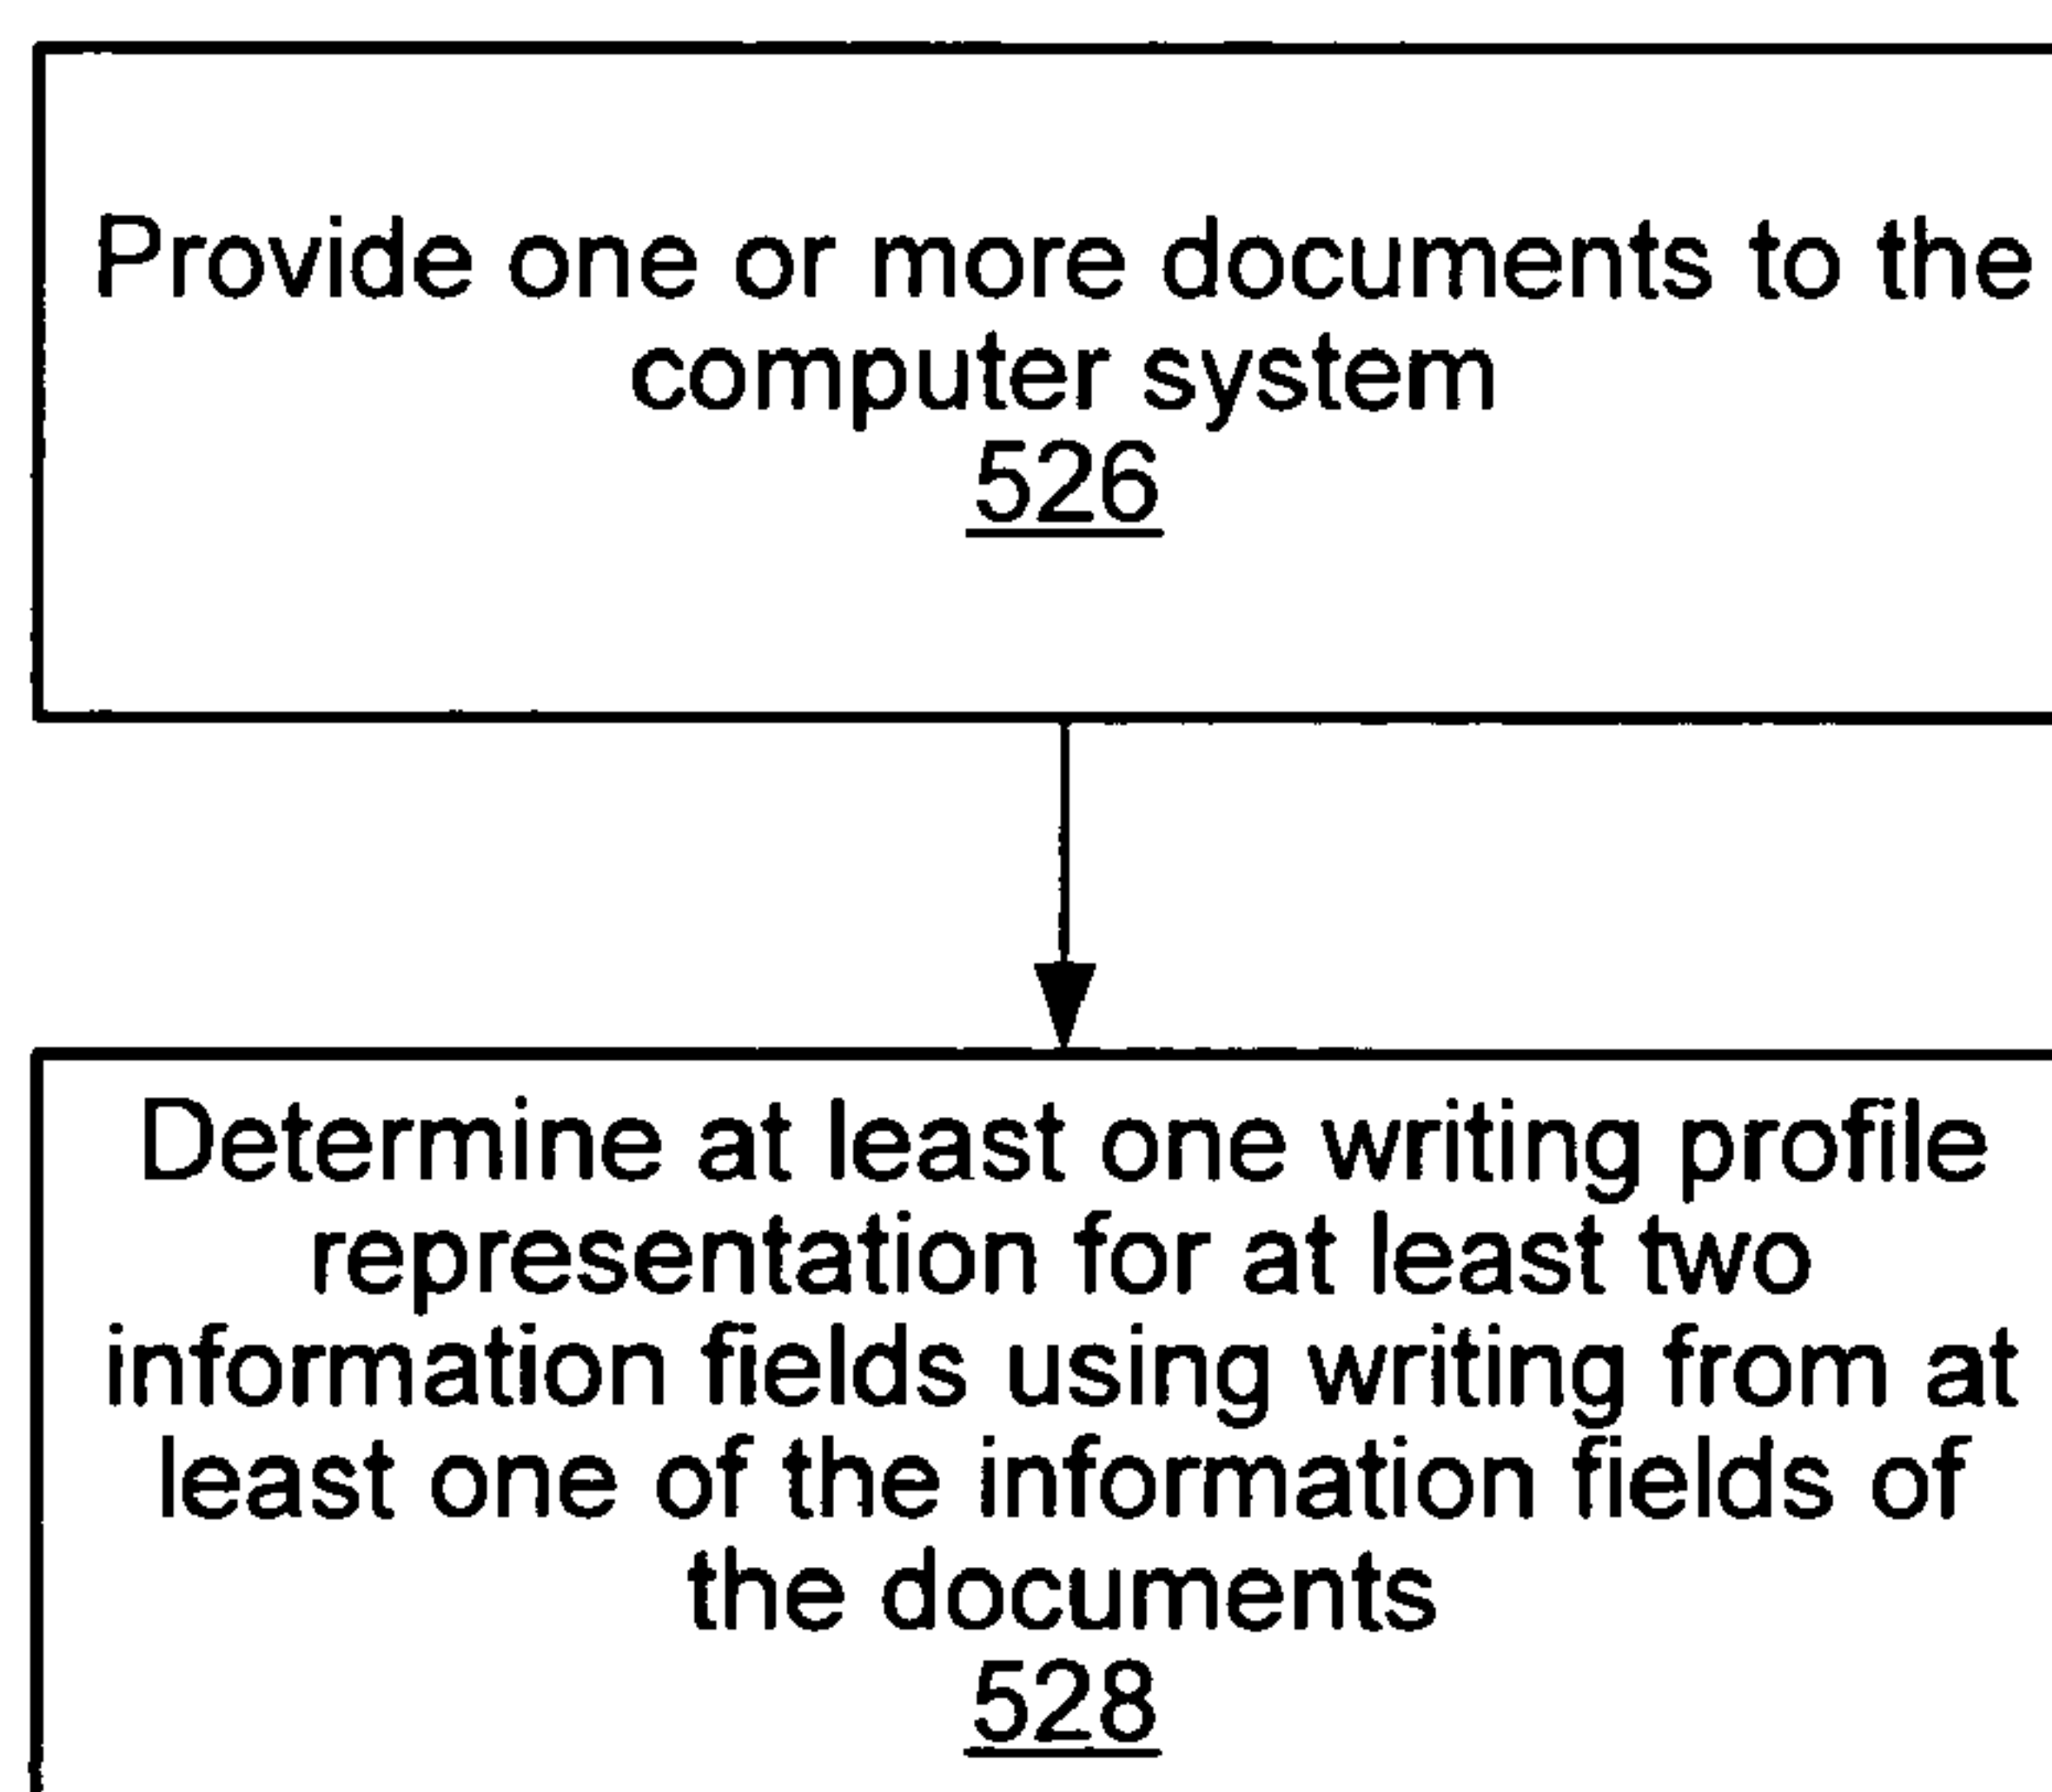 Provide one or more documents to the
computer system
526
Determine at least one writing profile
representation for at least two
information fields using writing from at
least one of the information fields of
the documents
528